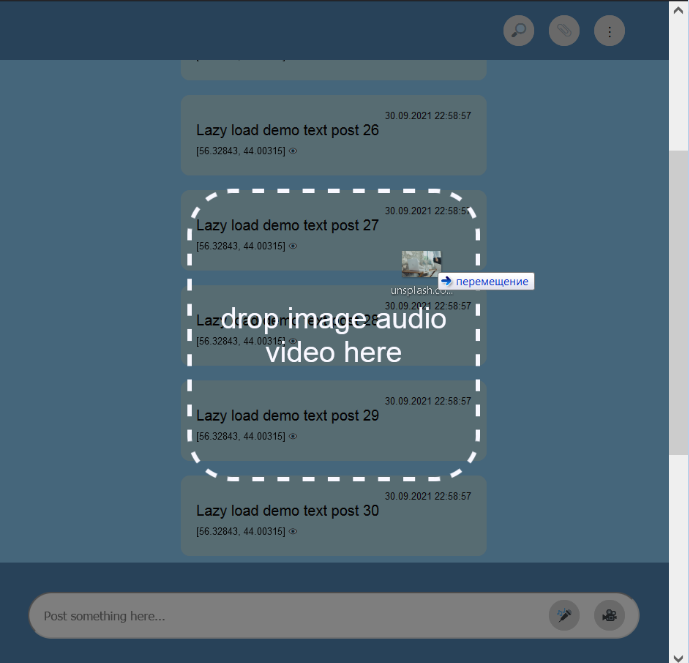 30.09.2021 22:58:57
Lazy load demo text post 26
[56.32843, 44.00315]
30.09.2021 22:58:57
Lazy load demo text post 27
[56.32843, 44.00315]
перемещение
unsplash.co...
30.09.2021 22:58:57
Lazy load demo text post 28
[56.32843, 44.00315]
drop image audio
video here
30.09.2021 22:58:57
Lazy load demo text post 29
[56.32843, 44.00315]
30.09.2021 22:58:57
Lazy load demo text post 30
[56.32843, 44.00315]
Post something here...